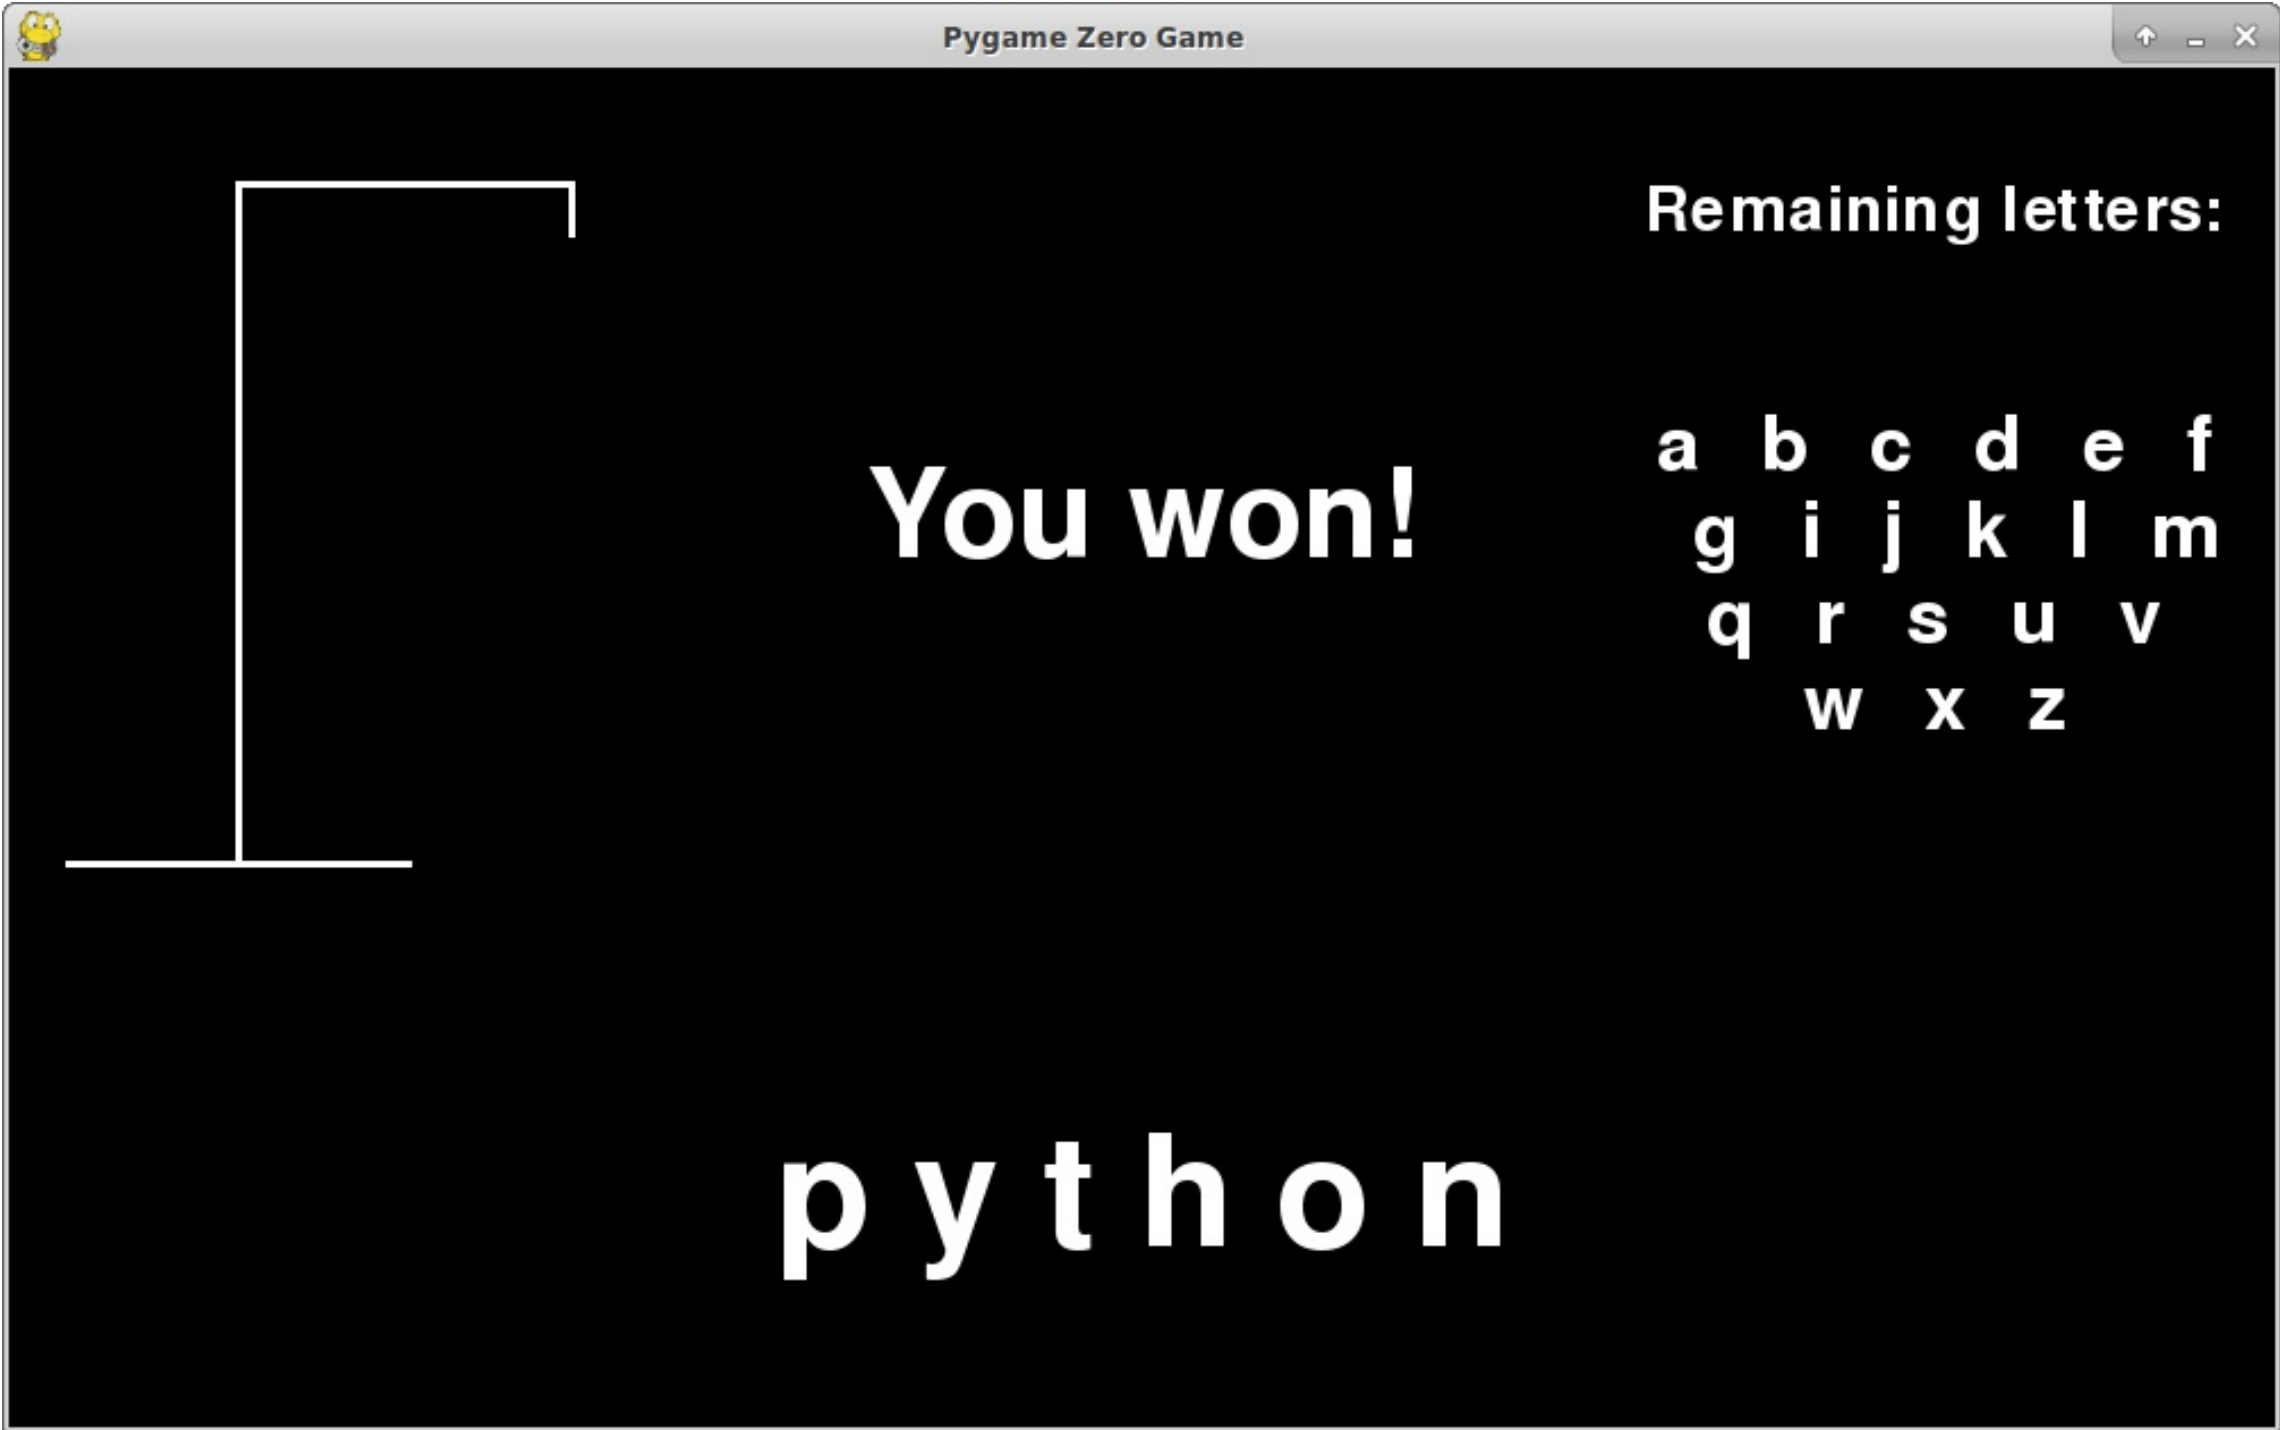 Pygame Zero Game
Remaining letters:
a b c d e f
g i j k l m
q r s u v
w x z
You won!
p y t h o n